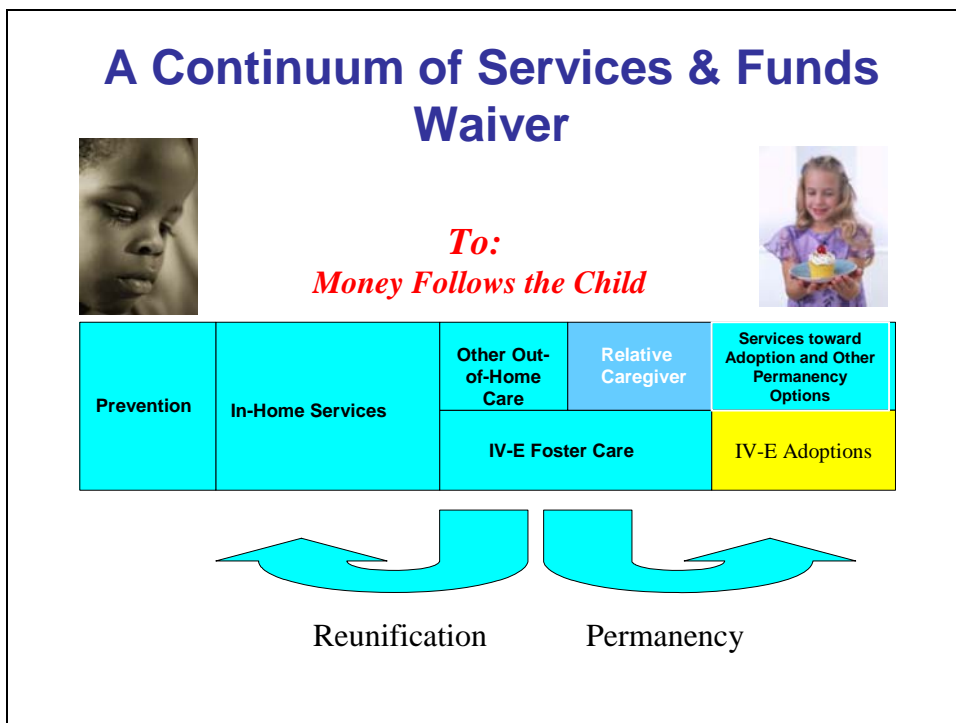 A Continuum of Services & Funds
Waiver
To:
Money Follows the Child
Prevention
In-Home Services
Other Out-
of-Home
Care
Relative
Caregiver
Services toward
Adoption and Other
Permanency
Options
IV-E Foster Care
IV-E Adoptions
Reunification
Permanency